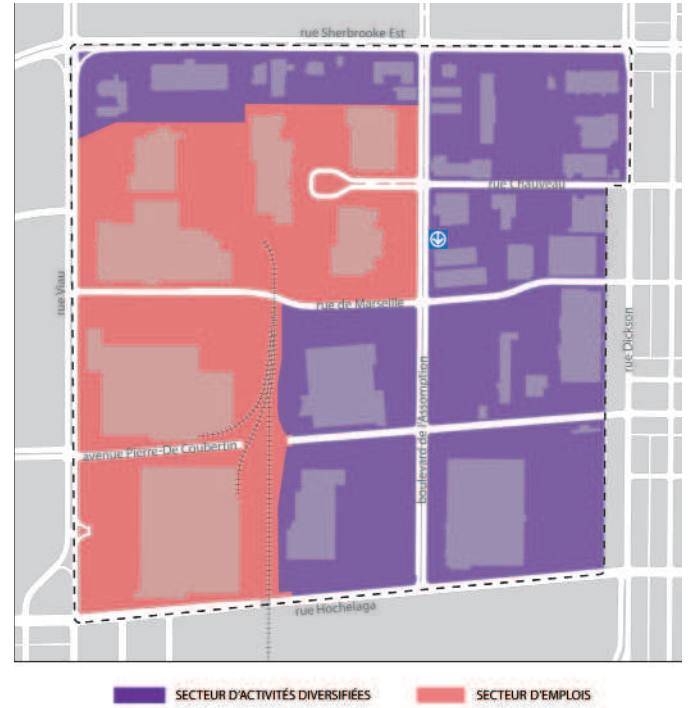 rue Sherbrooke Est
rue Chauveau
rue Viau
rue de Marseille
rue Dickson
boulevard de l'Assomption
avenue Pierre-De Coubertin
rue Hochelaga
SECTEUR D'ACTIVITÉS DIVERSIFIÉES
SECTEUR D'EMPLOIS